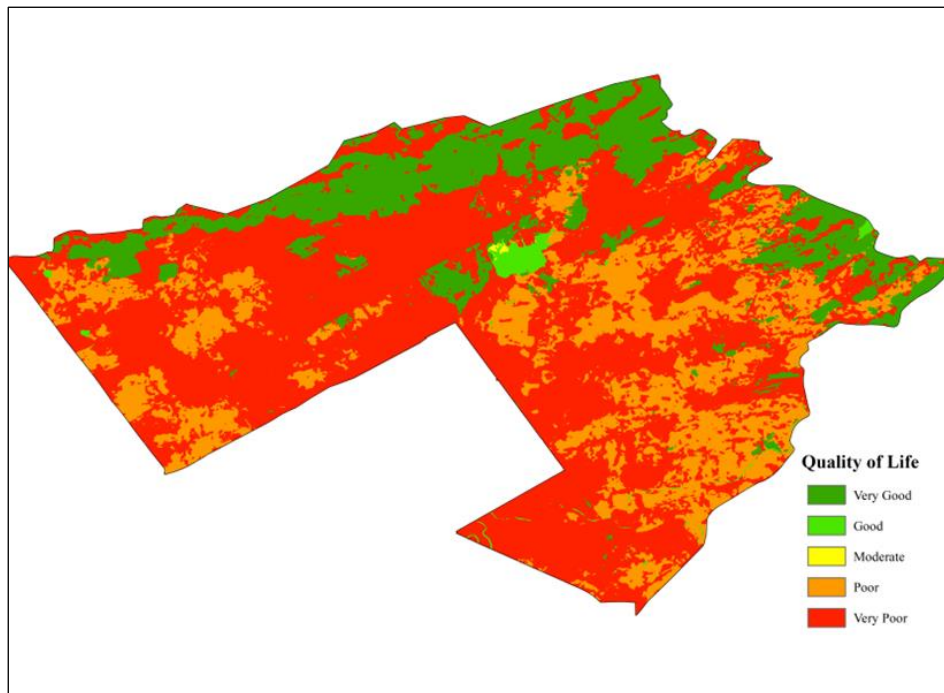 Quality of Life
Very Good
Good
Moderate
Poor
Very Poor